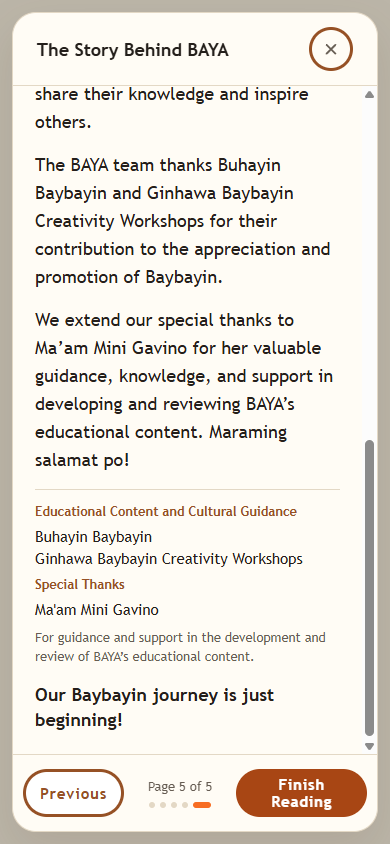 The Story Behind BAYA
share their knowledge and inspire
others.
The BAYA team thanks Buhayin
Baybayin and Ginhawa Baybayin
Creativity Workshops for their
contribution to the appreciation and
promotion of Baybayin.
We extend our special thanks to
Ma’am Mini Gavino for her valuable
guidance, knowledge, and support in
developing and reviewing BAYA’s
educational content. Maraming
salamat po!
Educational Content and Cultural Guidance
Buhayin Baybayin
Ginhawa Baybayin Creativity Workshops
Special Thanks
Ma'am Mini Gavino
For guidance and support in the development and
review of BAYA’s educational content.
Our Baybayin journey is just
beginning!
Previous
Page 5 of 5
Finish
Reading